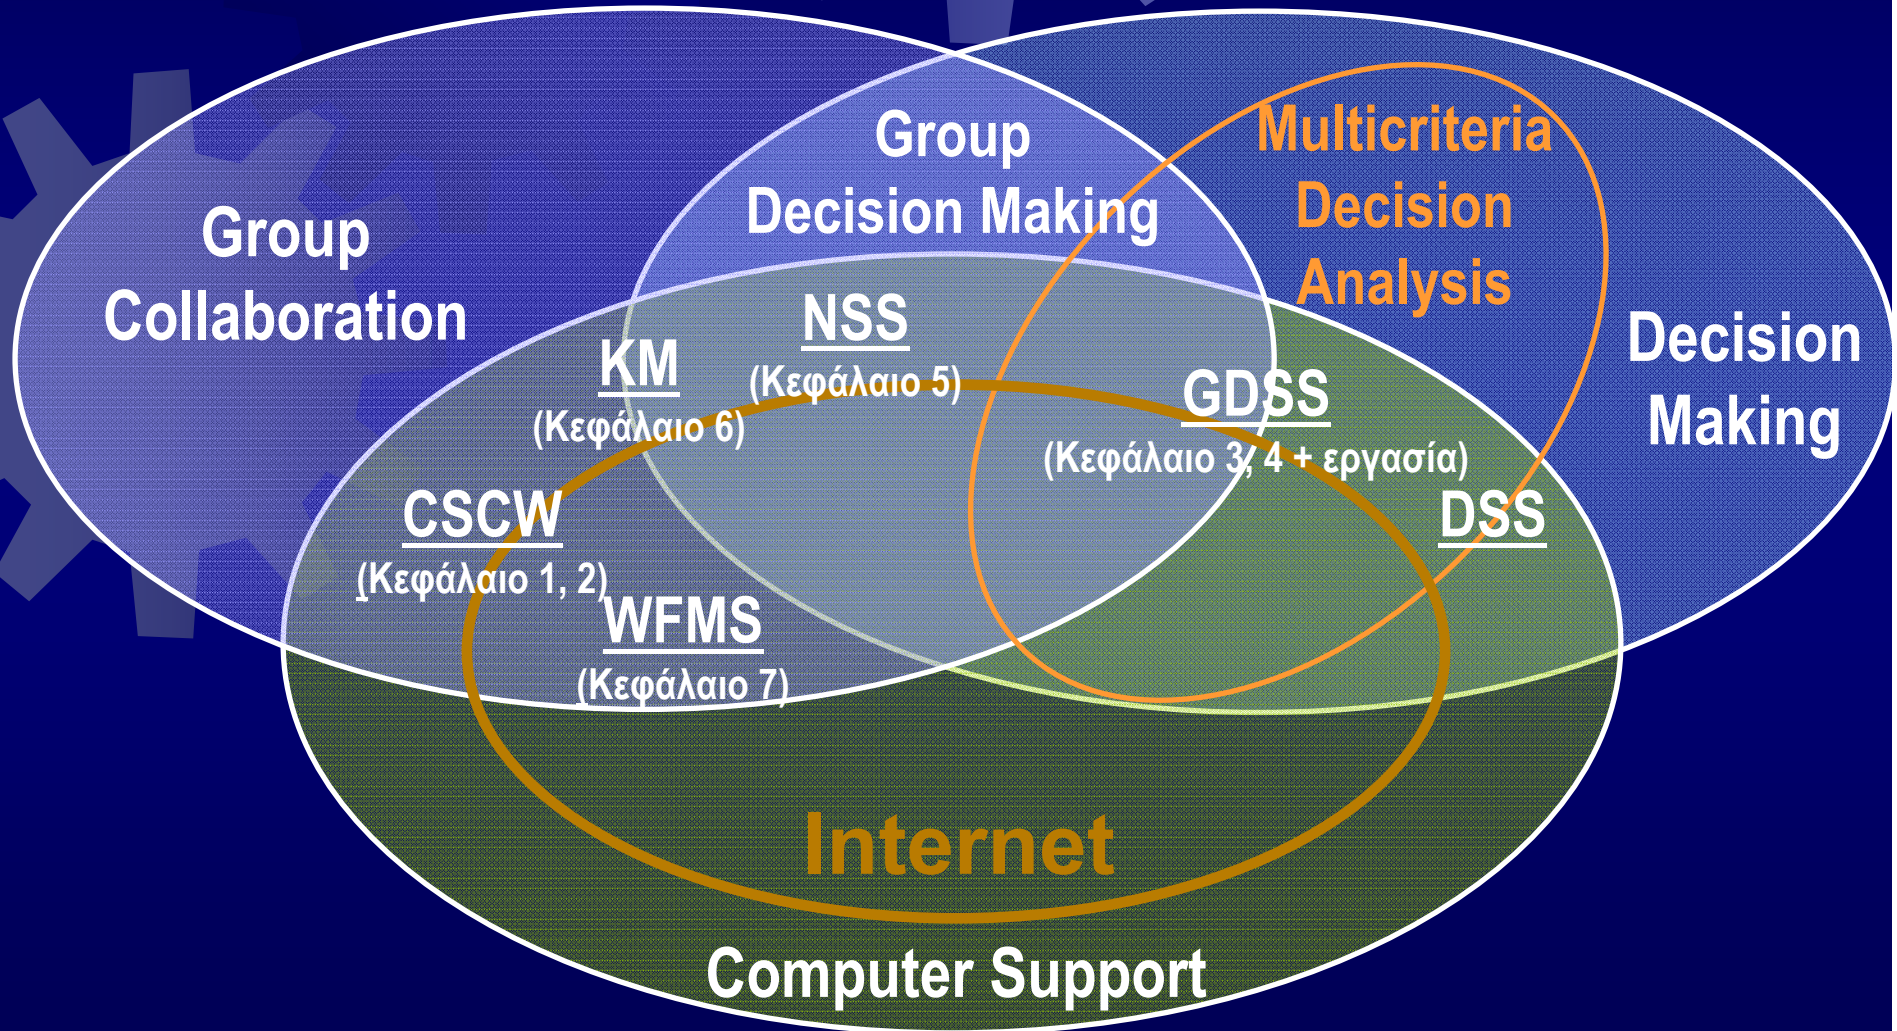 Group
Decision Making
Multicriteria
Decision
Analysis
Group
Collaboration
Decision
Making
NSS
(Κεφάλαιο 5)
KM
(Κεφάλαιο 6)
GDSS
(Κεφάλαιο 3, 4 + εργασία)
CSCW
(Κεφάλαιο 1, 2)
DSS
WFMS
(Κεφάλαιο 7)
Internet
Computer Support